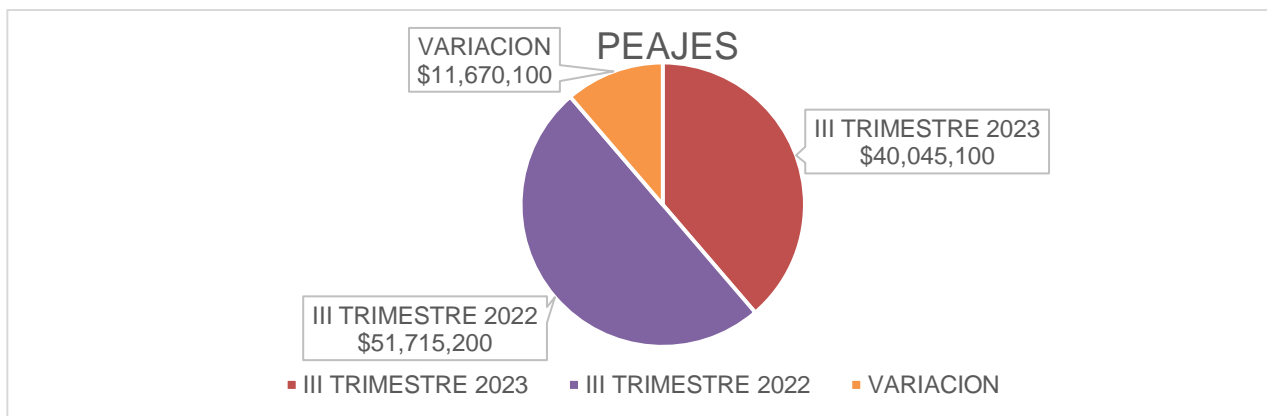 PEAJES
VARIACION
$11,670,100
III TRIMESTRE 2023
$40,045,100
III TRIMESTRE 2022
$51,715,200
III TRIMESTRE 2023 III TRIMESTRE 2022 VARIACION